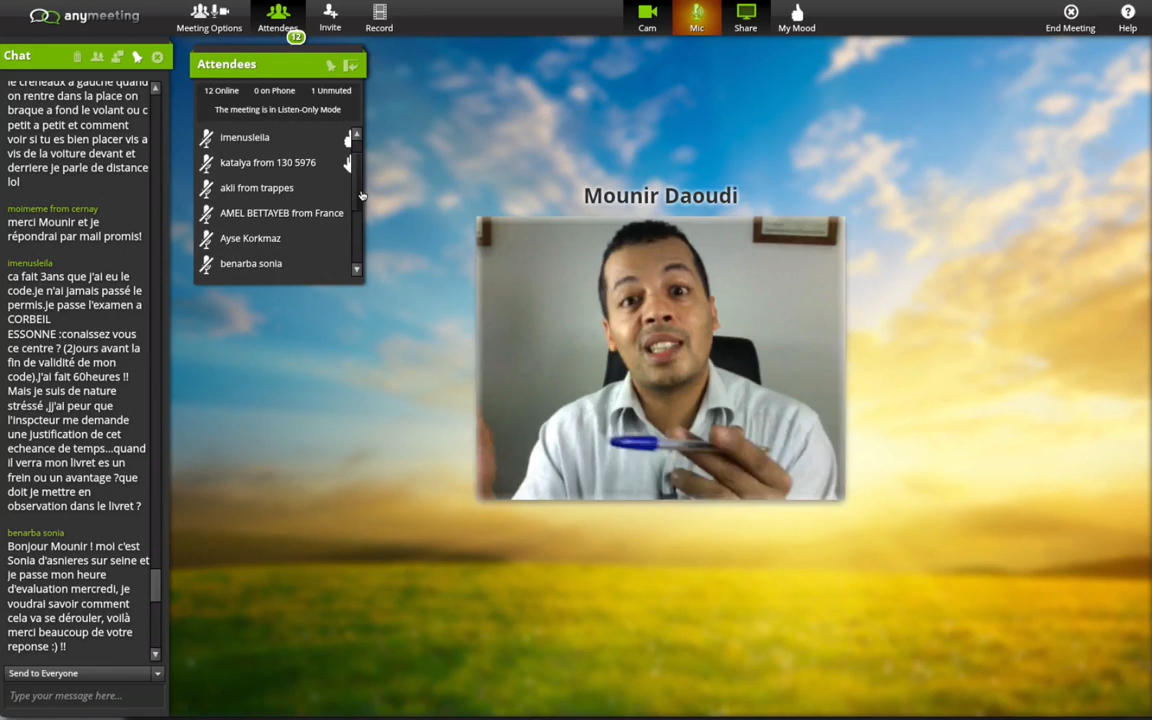 anymeeting
Meeting Options
Attendees
12
Invite
Record
Cam
Mic
Share
My Mood
End Meeting
Help
Chat
le creneaux a gauche quand
on rentre dans la place on
braque a fond le volant ou c
petit a petit et comment
voir si tu es bien placer vis a
vis de la voiture devant et
derriere je parle de distance
lol
moimeme from cernay
merci Mounir et je
répondrai par mail promis!
imenusleila
ca fait 3ans que j'ai eu le
code.je n'ai jamais passé le
permis.je passe l'examen a
CORBEIL
ESSONNE :conaissez vous
ce centre ? (2jours avant la
fin de validité de mon
code).J'ai fait 60heures !!
Mais je suis de nature
stréssé ,jj'ai peur que
l'inspcteur me demande
une justification de cet
echeance de temps...quand
il verra mon livret es un
frein ou un avantage ?que
doit je mettre en
observation dans le livret ?
benarba sonia
Bonjour Mounir ! moi c'est
Sonia d'asnieres sur seine et
je passe mon heure
d'evaluation mercredi, je
voudrai savoir comment
cela va se dérouler, voilà
merci beaucoup de votre
reponse :) !!
Send to Everyone
Type your message here...
Attendees
12 Online 0 on Phone 1 Unmuted
The meeting is in Listen-Only Mode
imenusleila
katalya from 130 5976
akli from trappes
AMEL BETTAYEB from France
Ayse Korkmaz
benarba sonia
Mounir Daoudi